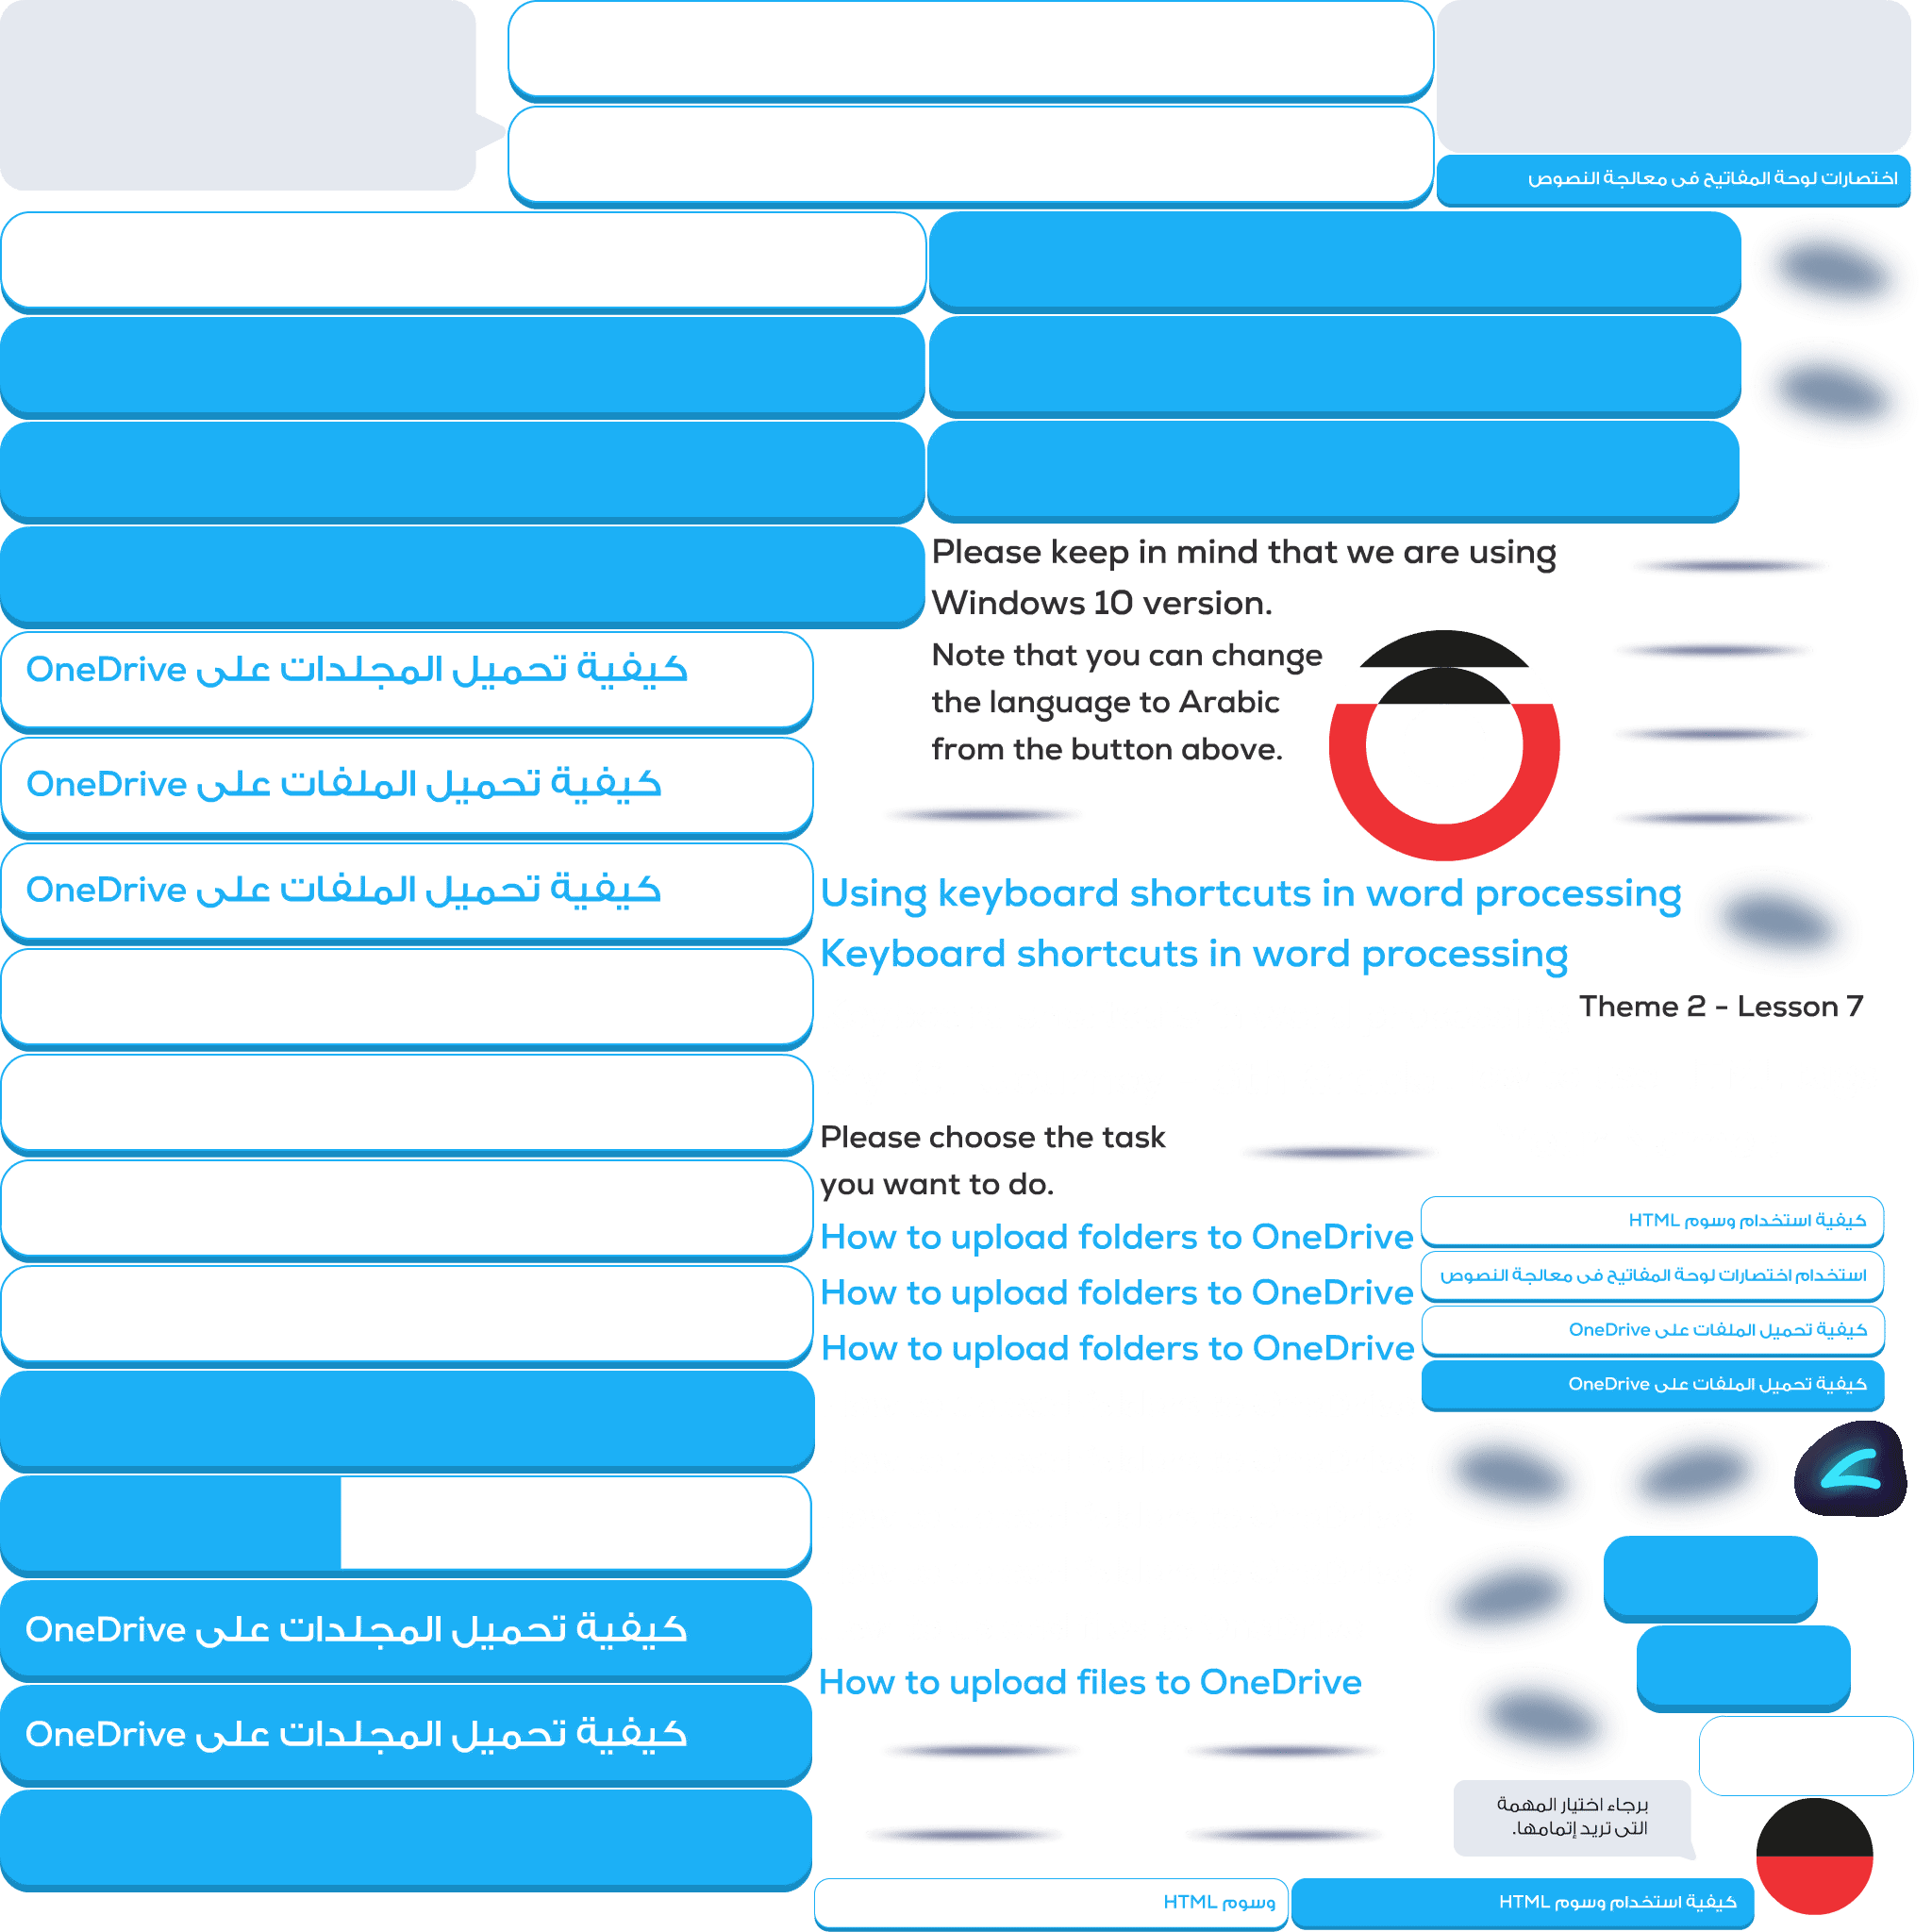 اختصارات لوحة المفاتيح فى معالجة النصوص
Please keep in mind that we are using
Windows 10 version.
Note that you can change
the language to Arabic
from the button above.
كيفية تحميل المجلدات على OneDrive
كيفية تحميل الملفات على OneDrive
كيفية تحميل الملفات على OneDrive
Using keyboard shortcuts in word processing
Keyboard shortcuts in word processing
Theme 2 - Lesson 7
Please choose the task
you want to do.
How to upload folders to OneDrive
How to upload folders to OneDrive
How to upload folders to OneDrive
كيفية استخدام وسوم HTML
استخدام اختصارات لوحة المفاتيح فى معالجة النصوص
كيفية تحميل الملفات على OneDrive
كيفية تحميل الملفات على OneDrive
كيفية تحميل المجلدات على OneDrive
كيفية تحميل المجلدات على OneDrive
How to upload files to OneDrive
برجاء اختيار المهمة
التى تريد إتمامها.
وسوم HTML
كيفية استخدام وسوم HTML